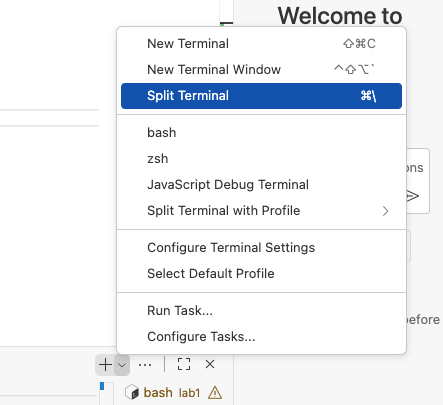 Welcome to
New Terminal ⇧⌘C
New Terminal Window ⌃⇧⌥`
Split Terminal ⌘\
bash
zsh
JavaScript Debug Terminal
ons
Split Terminal with Profile
Configure Terminal Settings
Select Default Profile
Run Task...
before
Configure Tasks...
bash lab1